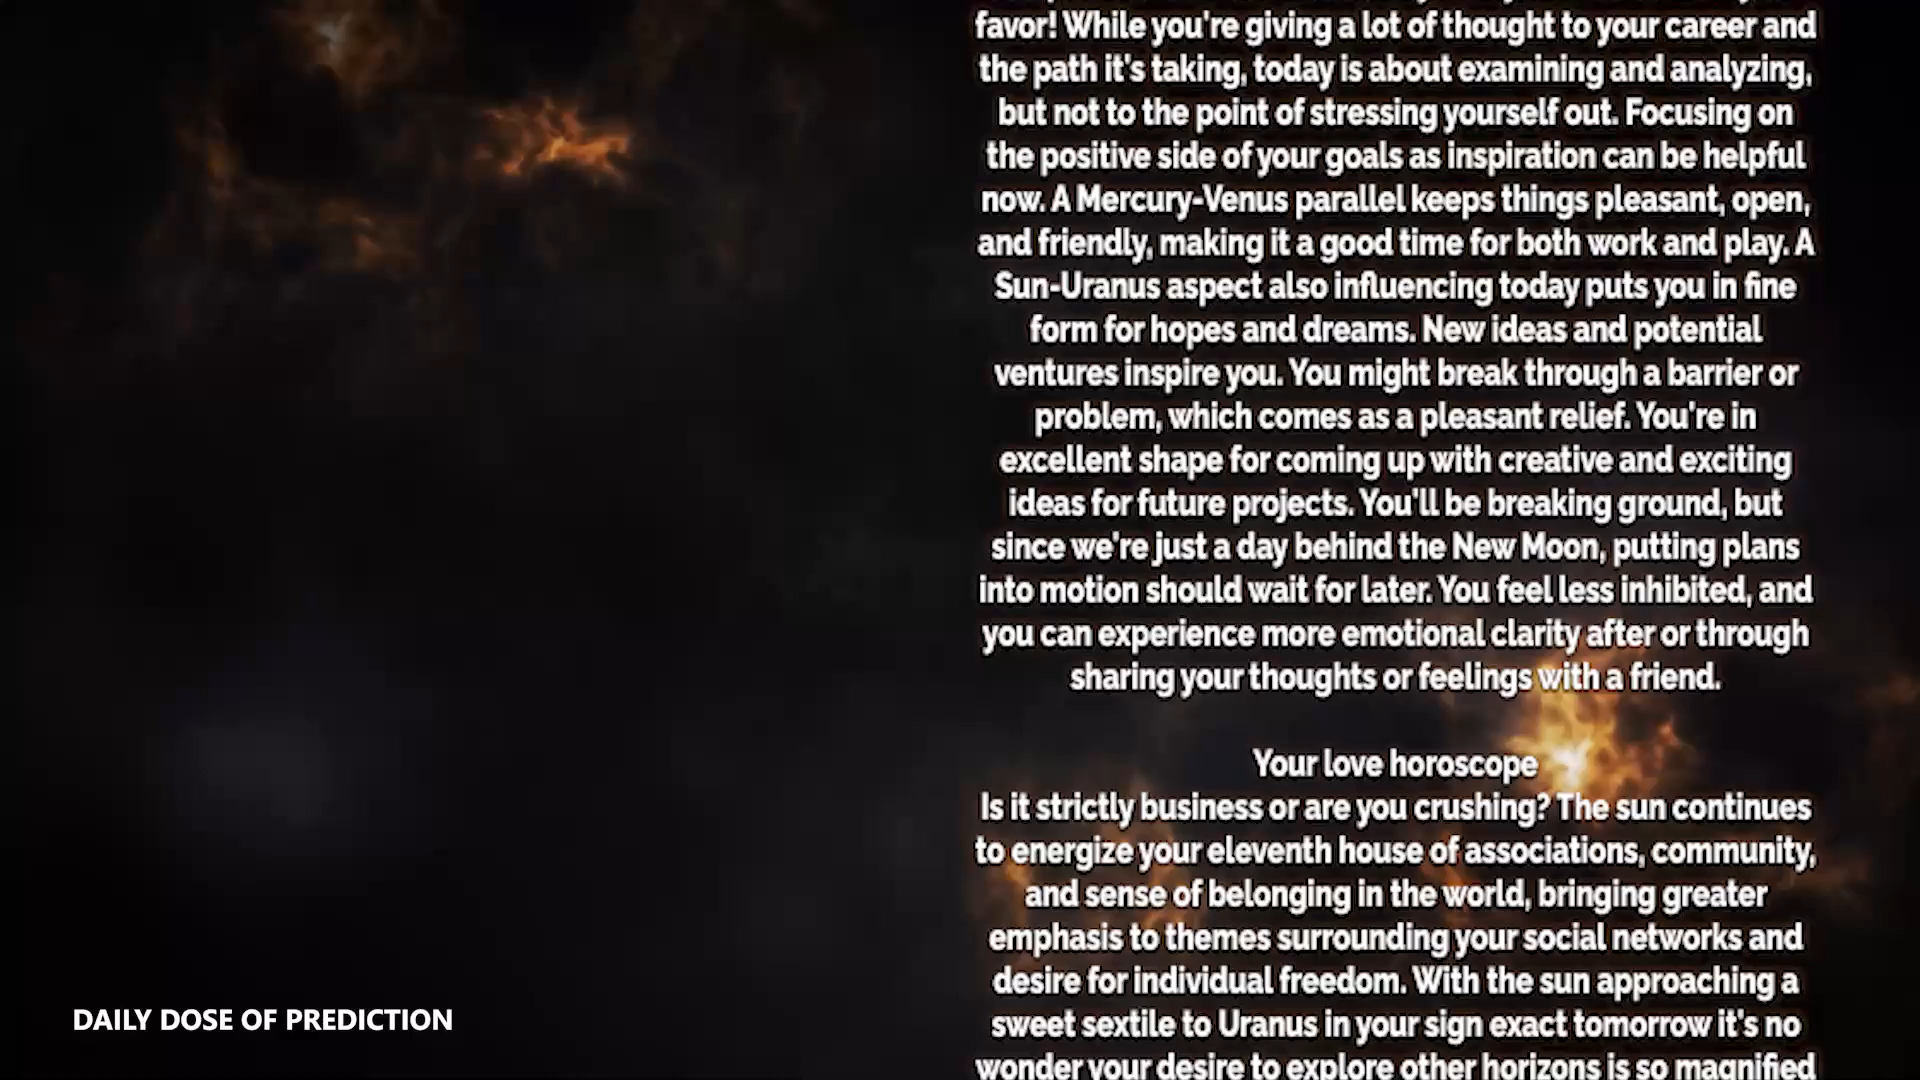 favor! While you're giving a lot of thought to your career and
the path it's taking, today is about examining and analyzing,
but not to the point of stressing yourself out. Focusing on
the positive side of your goals as inspiration can be helpful
now. A Mercury-Venus parallel keeps things pleasant, open,
and friendly, making it a good time for both work and play. A
Sun-Uranus aspect also influencing today puts you in fine
form for hopes and dreams. New ideas and potential
ventures inspire you. You might break through a barrier or
problem, which comes as a pleasant relief. You're in
excellent shape for coming up with creative and exciting
ideas for future projects. You'll be breaking ground, but
since we're just a day behind the New Moon, putting plans
into motion should wait for later. You feel less inhibited, and
you can experience more emotional clarity after or through
sharing your thoughts or feelings with a friend.
Your love horoscope
Is it strictly business or are you crushing? The sun continues
to energize your eleventh house of associations, community,
and sense of belonging in the world, bringing greater
emphasis to themes surrounding your social networks and
desire for individual freedom. With the sun approaching a
sweet sextile to Uranus in your sign exact tomorrow it's no
wonder your desire to explore other horizons is so magnified
DAILY DOSE OF PREDICTION